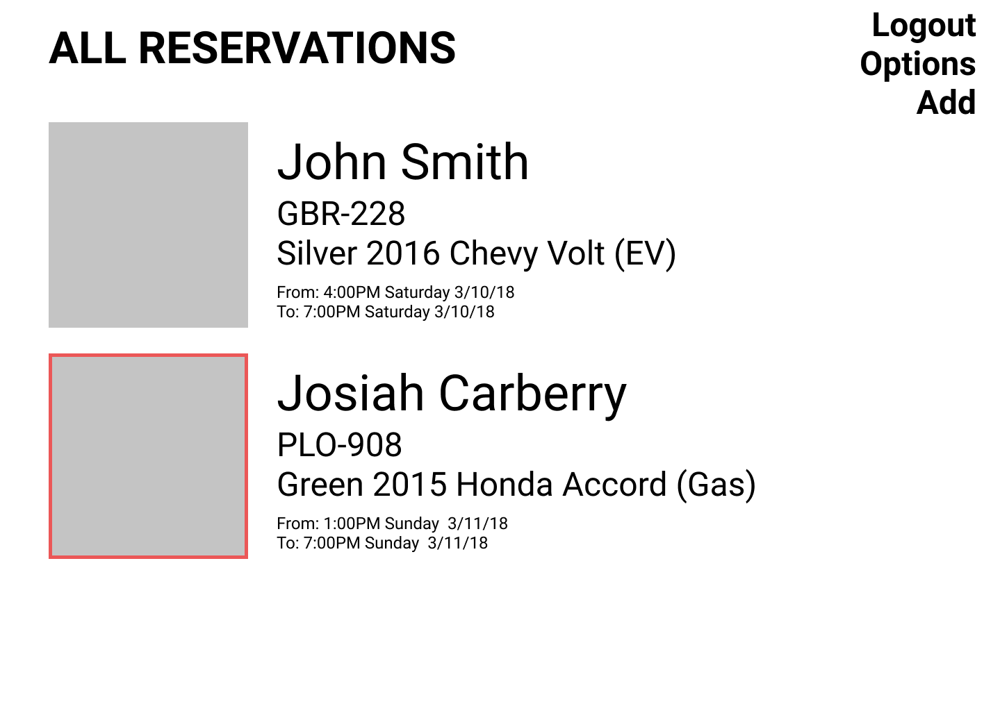 ALL RESERVATIONS
Logout
Options
Add
John Smith
GBR-228
Silver 2016 Chevy Volt (EV)
From: 4:00PM Saturday 3/10/18
To: 7:00PM Saturday 3/10/18
Josiah Carberry
PLO-908
Green 2015 Honda Accord (Gas)
From: 1:00PM Sunday  3/11/18
To: 7:00PM Sunday  3/11/18